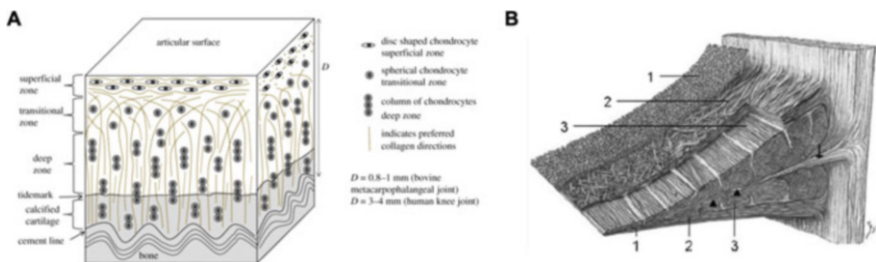 A
articular surface
superficial
zone
transitional
zone
deep
zone
tidemark
calcified
cartilage
cement line
bone
D
disc shaped chondrocyte
superficial zone
spherical chondrocyte
transitional zone
column of chondrocytes
deep zone
indicates preferred
collagen directions
D = 0.8–1 mm (bovine
metacarpophalangeal joint)
D = 3–4 mm (human knee joint)
B
1
2
3
1
2
3